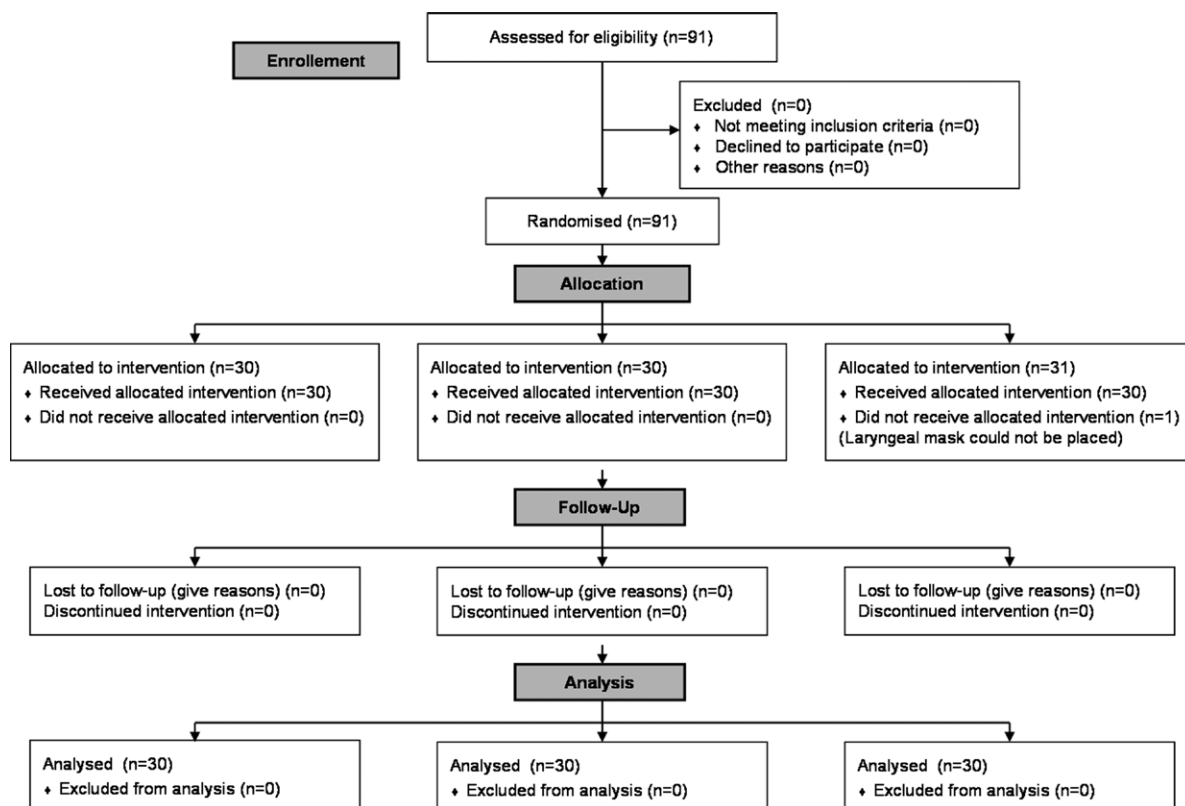 Assessed for eligibility (n=91)
Enrollement
Excluded (n=0)
♦ Not meeting inclusion criteria (n=0)
♦ Declined to participate (n=0)
♦ Other reasons (n=0)
Randomised (n=91)
Allocation
Allocated to intervention (n=30)
♦ Received allocated intervention (n=30)
♦ Did not receive allocated intervention (n=0)
Allocated to intervention (n=30)
♦ Received allocated intervention (n=30)
♦ Did not receive allocated intervention (n=0)
Allocated to intervention (n=31)
♦ Received allocated intervention (n=30)
♦ Did not receive allocated intervention (n=1)
(Laryngeal mask could not be placed)
Follow-Up
Lost to follow-up (give reasons) (n=0)
Discontinued intervention (n=0)
Lost to follow-up (give reasons) (n=0)
Discontinued intervention (n=0)
Lost to follow-up (give reasons) (n=0)
Discontinued intervention (n=0)
Analysis
Analysed (n=30)
♦ Excluded from analysis (n=0)
Analysed (n=30)
♦ Excluded from analysis (n=0)
Analysed (n=30)
♦ Excluded from analysis (n=0)